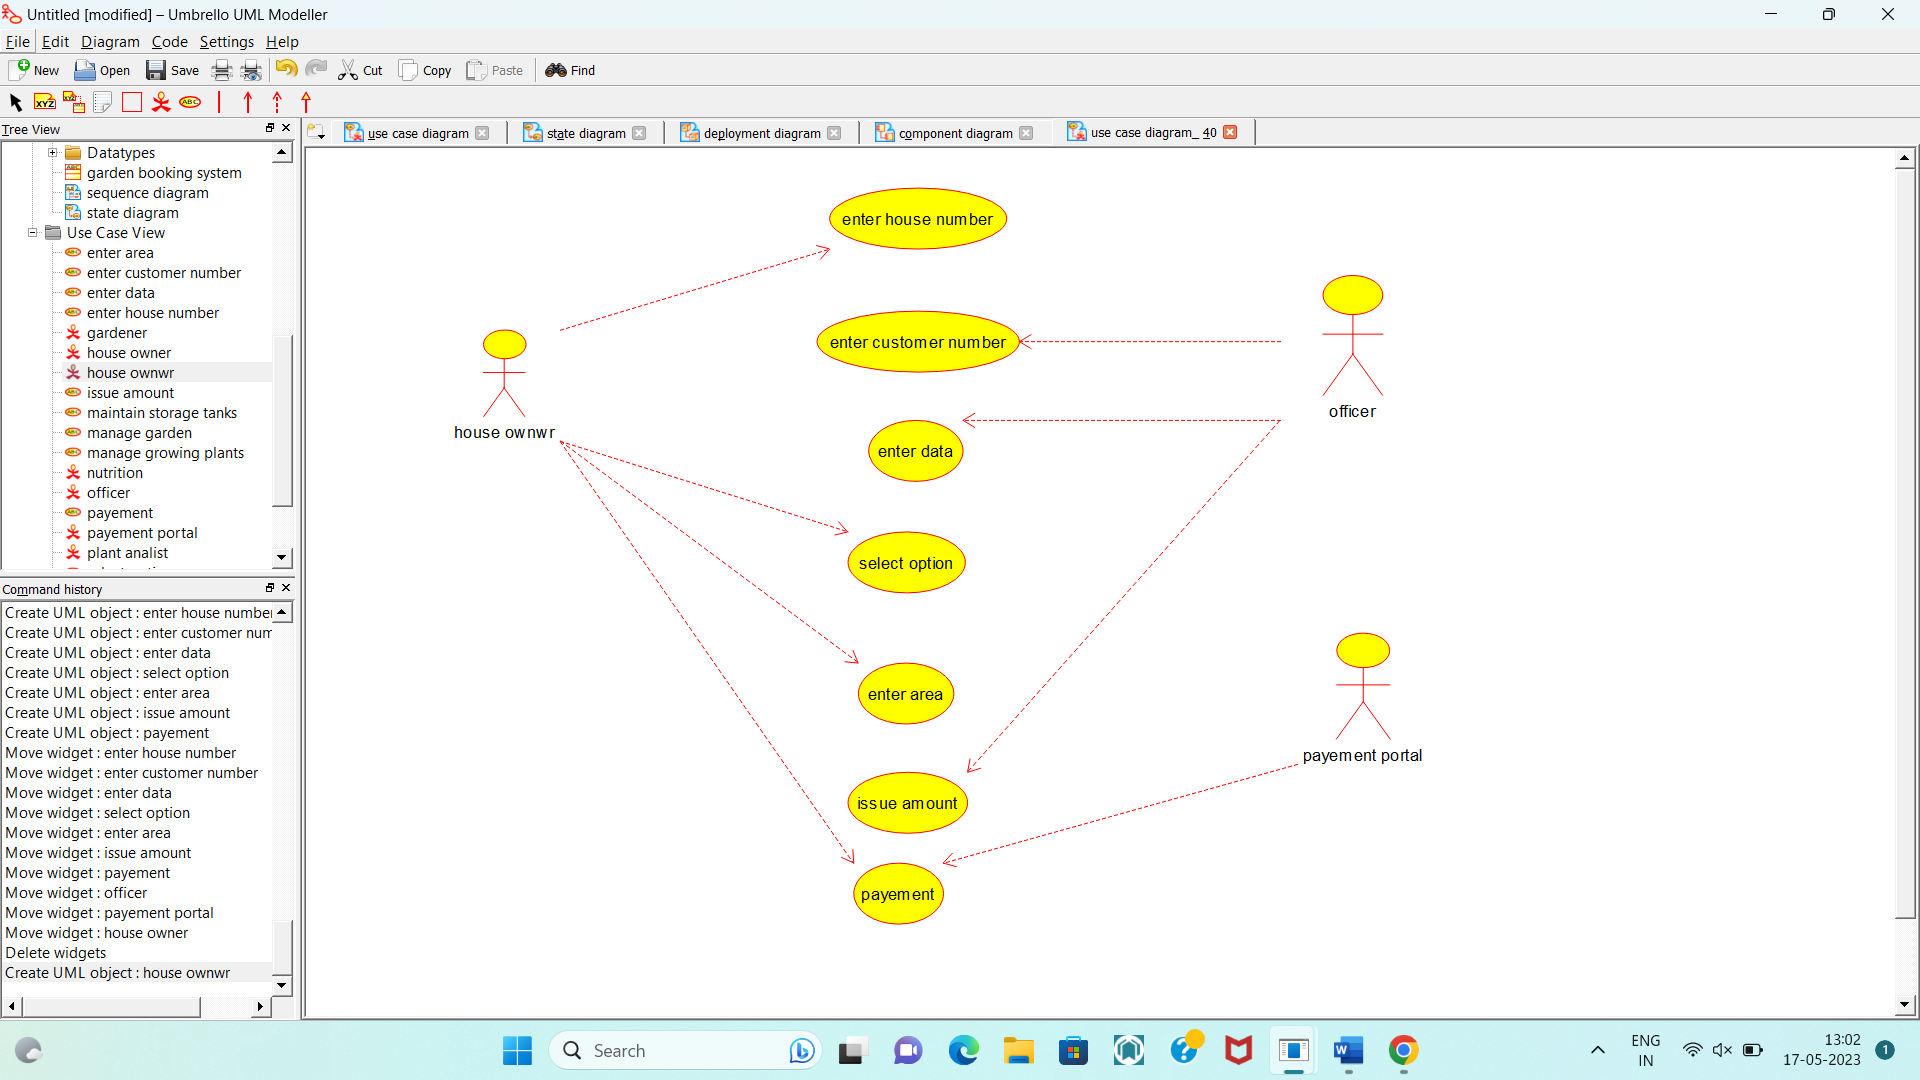 Untitled [modified] – Umbrello UML Modeller
File Edit Diagram Code Settings Help
New Open Save Cut Copy Paste Find
XYZ XYZ ABC
Tree View
use case diagram state diagram deployment diagram component diagram use case diagram_ 40
Datatypes
garden booking system
sequence diagram
state diagram
Use Case View
enter area
enter customer number
enter data
enter house number
gardener
house owner
house ownwr
issue amount
maintain storage tanks
manage garden
manage growing plants
nutrition
officer
payement
payement portal
plant analist
Command history
Create UML object : enter house number
Create UML object : enter customer num
Create UML object : enter data
Create UML object : select option
Create UML object : enter area
Create UML object : issue amount
Create UML object : payement
Move widget : enter house number
Move widget : enter customer number
Move widget : enter data
Move widget : select option
Move widget : enter area
Move widget : issue amount
Move widget : payement
Move widget : officer
Move widget : payement portal
Move widget : house owner
Delete widgets
Create UML object : house ownwr
enter house number
enter customer number
officer
house ownwr
enter data
select option
enter area
payement portal
issue amount
payement
Search
ENG
IN
13:02
17-05-2023
1